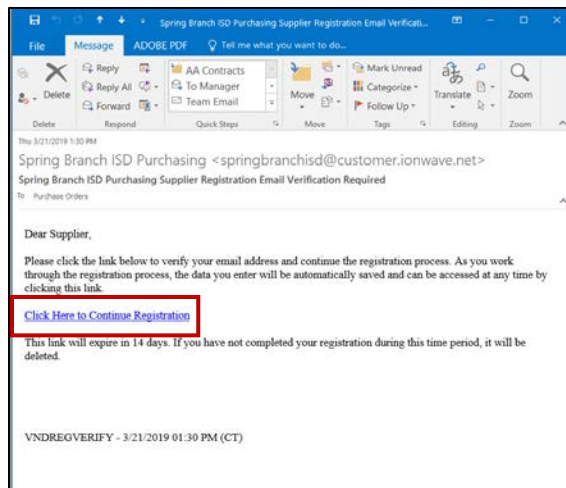 Spring Branch ISD Purchasing Supplier Registration Email Verificati...
File Message ADOBE PDF Tell me what you want to do...
Delete
Reply
Reply All
Forward
AA Contracts
To Manager
Team Email
Move
Mark Unread
Categorize
Follow Up
Translate
Zoom
Delete Respond Quick Steps Move Tags Editing Zoom
Thu 3/21/2019 1:30 PM
Spring Branch ISD Purchasing <springbranchisd@customer.ionwave.net>
Spring Branch ISD Purchasing Supplier Registration Email Verification Required
To Purchase Orders
Dear Supplier,
Please click the link below to verify your email address and continue the registration process. As you work
through the registration process, the data you enter will be automatically saved and can be accessed at any time by
clicking this link.
Click Here to Continue Registration
This link will expire in 14 days. If you have not completed your registration during this time period, it will be
deleted.
VNDREGVERIFY - 3/21/2019 01:30 PM (CT)